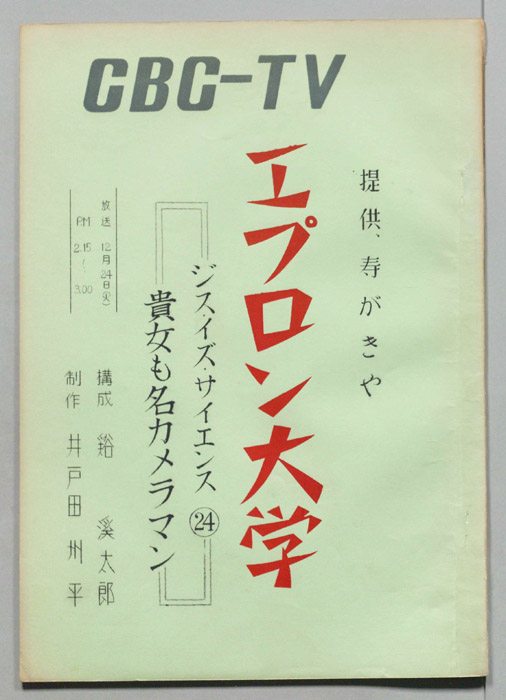 CBC-TV
提供、寿がきや
エプロン大学
ジス・イズ・サイエンス㉔
貴女も名カメラマン
放送 12月24日(火)
PM 2.15〜3.00
構成 太郎
制作 井戸田州平